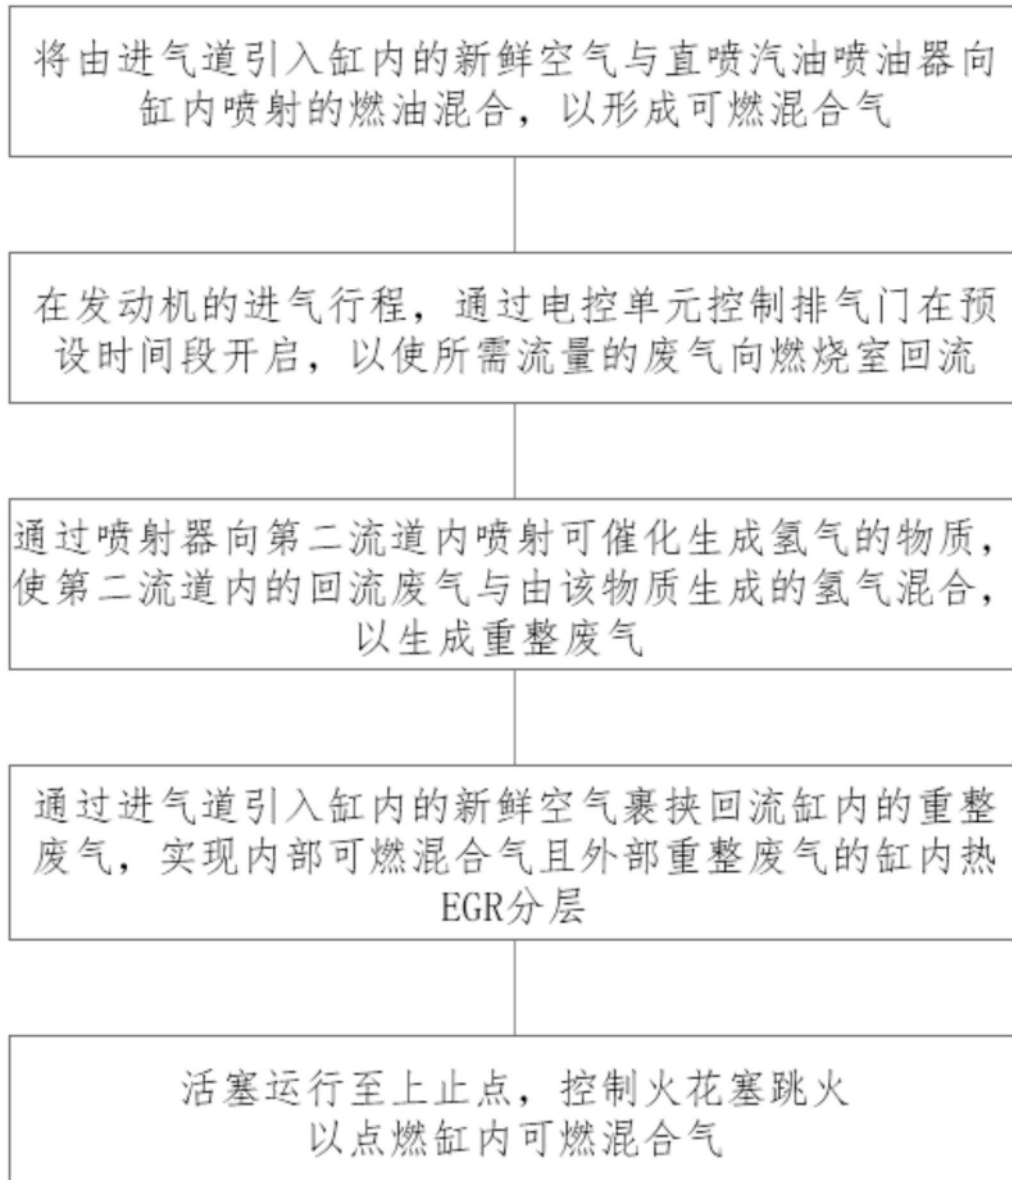 将由进气道引入缸内的新鲜空气与直喷汽油喷油器向
缸内喷射的燃油混合，以形成可燃混合气
在发动机的进气行程，通过电控单元控制排气门在预
设时间段开启，以使所需流量的废气向燃烧室回流
通过喷射器向第二流道内喷射可催化生成氢气的物质，
使第二流道内的回流废气与由该物质生成的氢气混合，
以生成重整废气
通过进气道引入缸内的新鲜空气裹挟回流缸内的重整
废气，实现内部可燃混合气且外部重整废气的缸内热
EGR分层
活塞运行至上止点，控制火花塞跳火
以点燃缸内可燃混合气